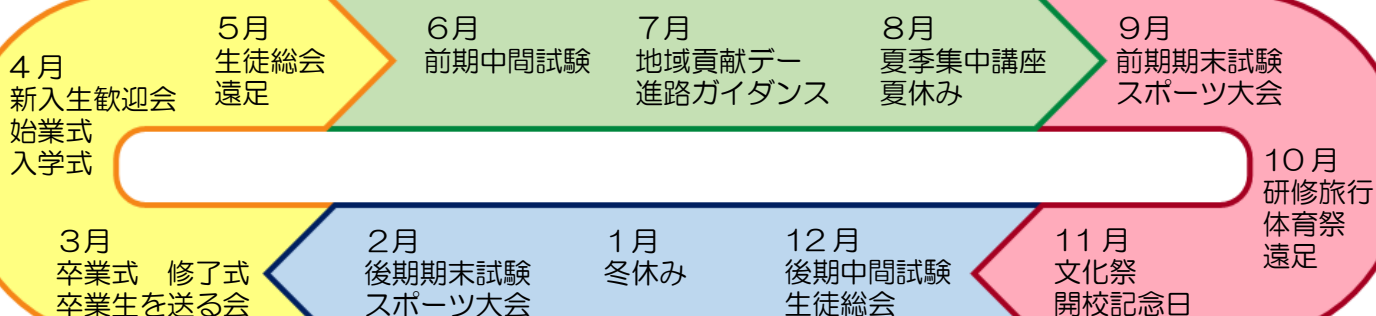 4月
新入生歓迎会
始業式
入学式
5月
生徒総会
遠足
6月
前期中間試験
7月
地域貢献デー
進路ガイダンス
8月
夏季集中講座
夏休み
9月
前期期末試験
スポーツ大会
10月
研修旅行
体育祭
遠足
11月
文化祭
開校記念日
12月
後期中間試験
生徒総会
1月
冬休み
2月
後期期末試験
スポーツ大会
3月
卒業式　修了式
卒業生を送る会